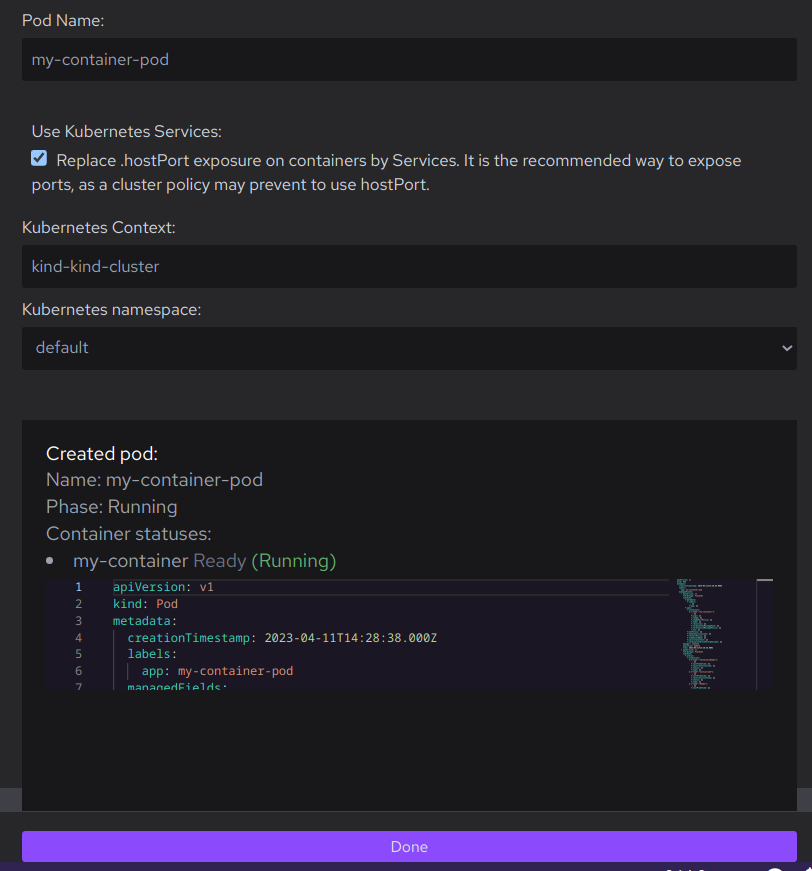 Pod Name:
my-container-pod
Use Kubernetes Services:
Replace .hostPort exposure on containers by Services. It is the recommended way to expose
ports, as a cluster policy may prevent to use hostPort.
Kubernetes Context:
kind-kind-cluster
Kubernetes namespace:
default
Created pod:
Name: my-container-pod
Phase: Running
Container statuses:
my-container Ready (Running)
1 apiVersion: v1
2 kind: Pod
3 metadata:
4 creationTimestamp: 2023-04-11T14:28:38.000Z
5 labels:
6 app: my-container-pod
7 managedFields:
Done